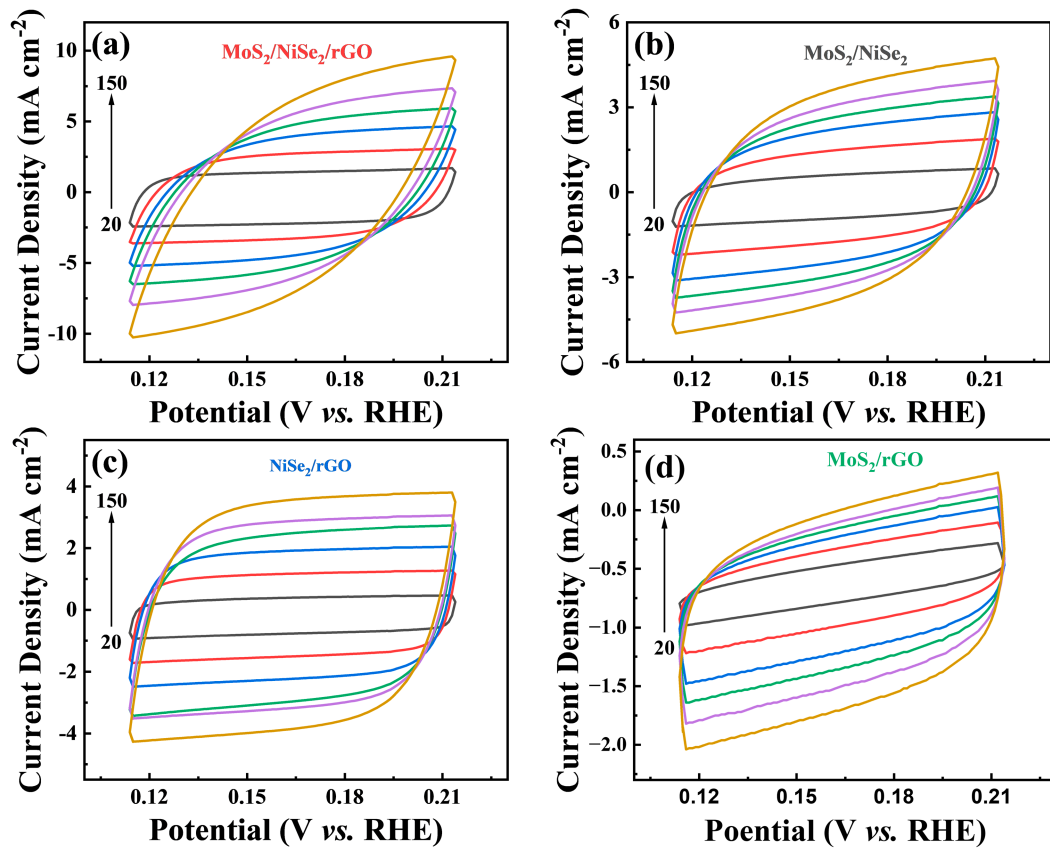 (a)
MoS2/NiSe2/rGO
150
20
10
5
0
-5
-10
0.12 0.15 0.18 0.21
Current Density (mA cm-2)
Potential (V vs. RHE)
(b)
MoS2/NiSe2
150
20
6
3
0
-3
-6
0.12 0.15 0.18 0.21
Current Density (mA cm-2)
Potential (V vs. RHE)
(c)
NiSe2/rGO
150
20
4
2
0
-2
-4
0.12 0.15 0.18 0.21
Current Density (mA cm-2)
Potential (V vs. RHE)
(d)
MoS2/rGO
150
20
0.5
0.0
−0.5
−1.0
−1.5
−2.0
0.12 0.15 0.18 0.21
Current Density (mA cm-2)
Poential (V vs. RHE)